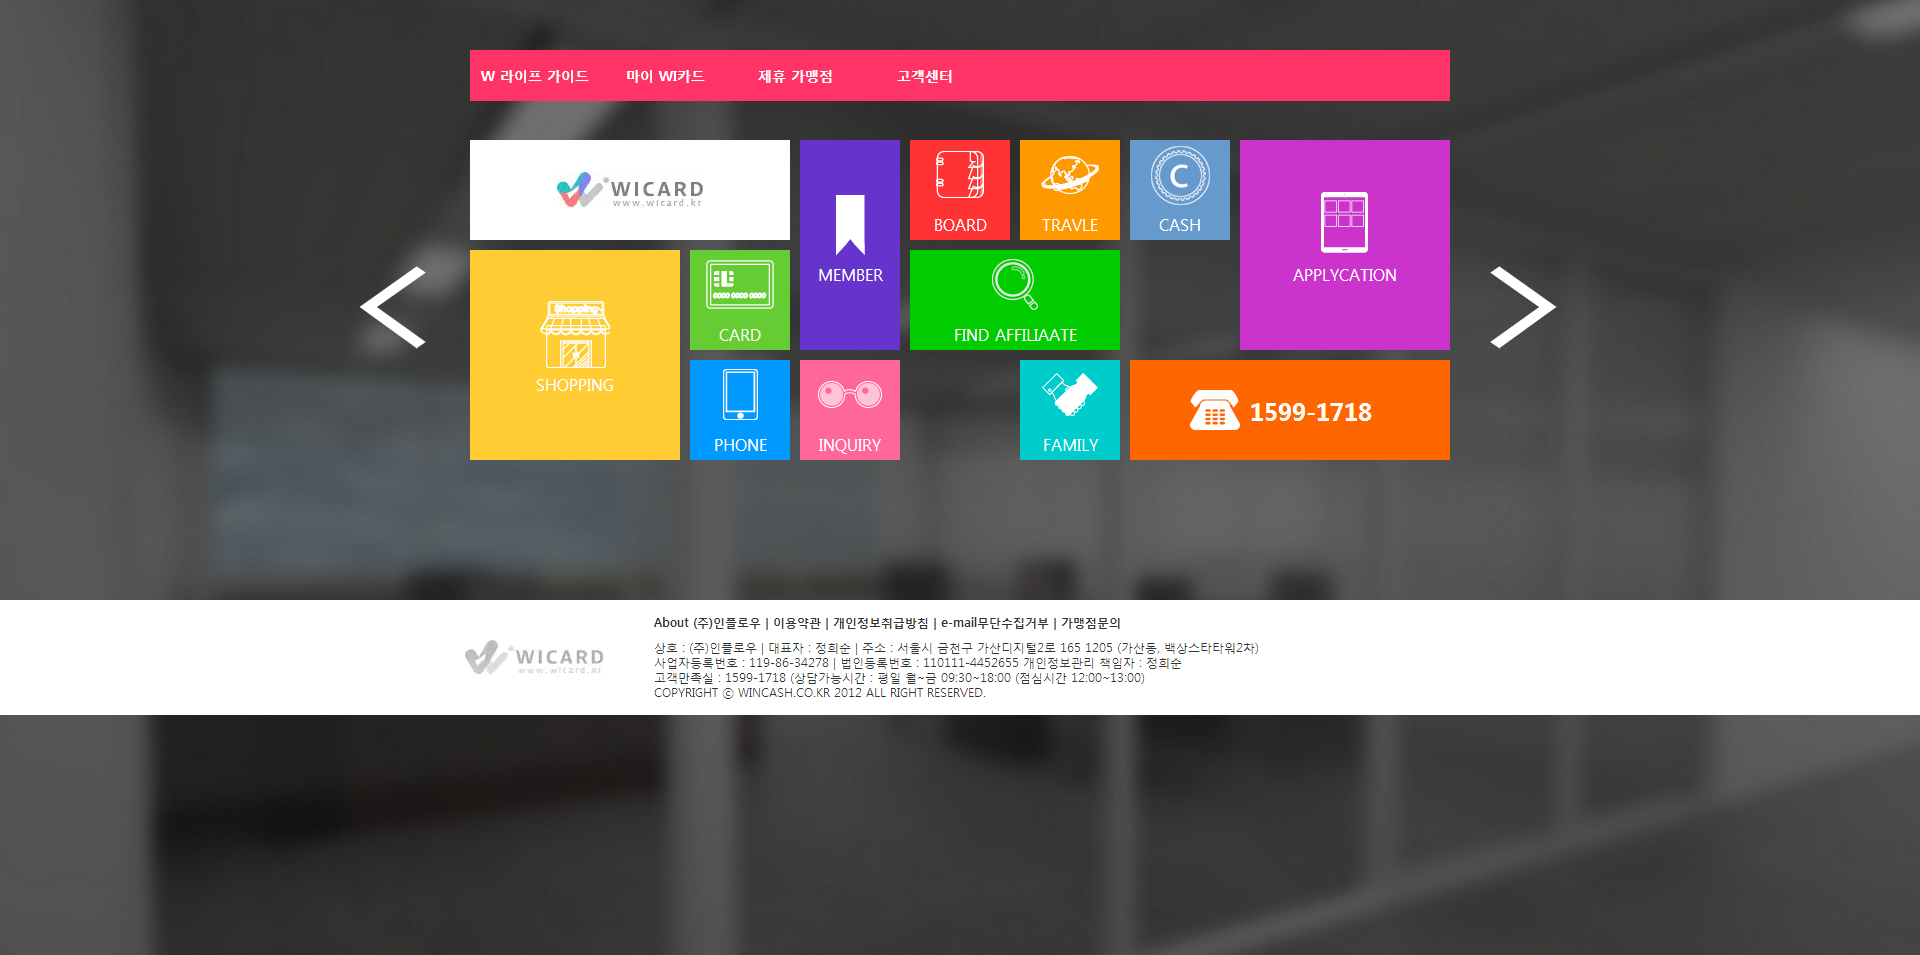 W 라이프 가이드 마이 WI카드 제휴 가맹점 고객센터
WICARD
www.wicard.kr
MEMBER
BOARD
TRAVLE
CASH
APPLYCATION
Shopping
SHOPPING
0000 0000 0000
CARD
FIND AFFILIAATE
PHONE
INQUIRY
FAMILY
1599-1718
WICARD
www.wicard.kr
About (주)인플로우 | 이용약관 | 개인정보취급방침 | e-mail무단수집거부 | 가맹점문의
상호 : (주)인플로우 | 대표자 : 정희순 | 주소 : 서울시 금천구 가산디지털2로 165 1205 (가산동, 백상스타타워2차)
사업자등록번호 : 119-86-34278 | 법인등록번호 : 110111-4452655 개인정보관리 책임자 : 정희순
고객만족실 : 1599-1718 (상담가능시간 : 평일 월~금 09:30~18:00 (점심시간 12:00~13:00)
COPYRIGHT ⓒ WINCASH.CO.KR 2012 ALL RIGHT RESERVED.